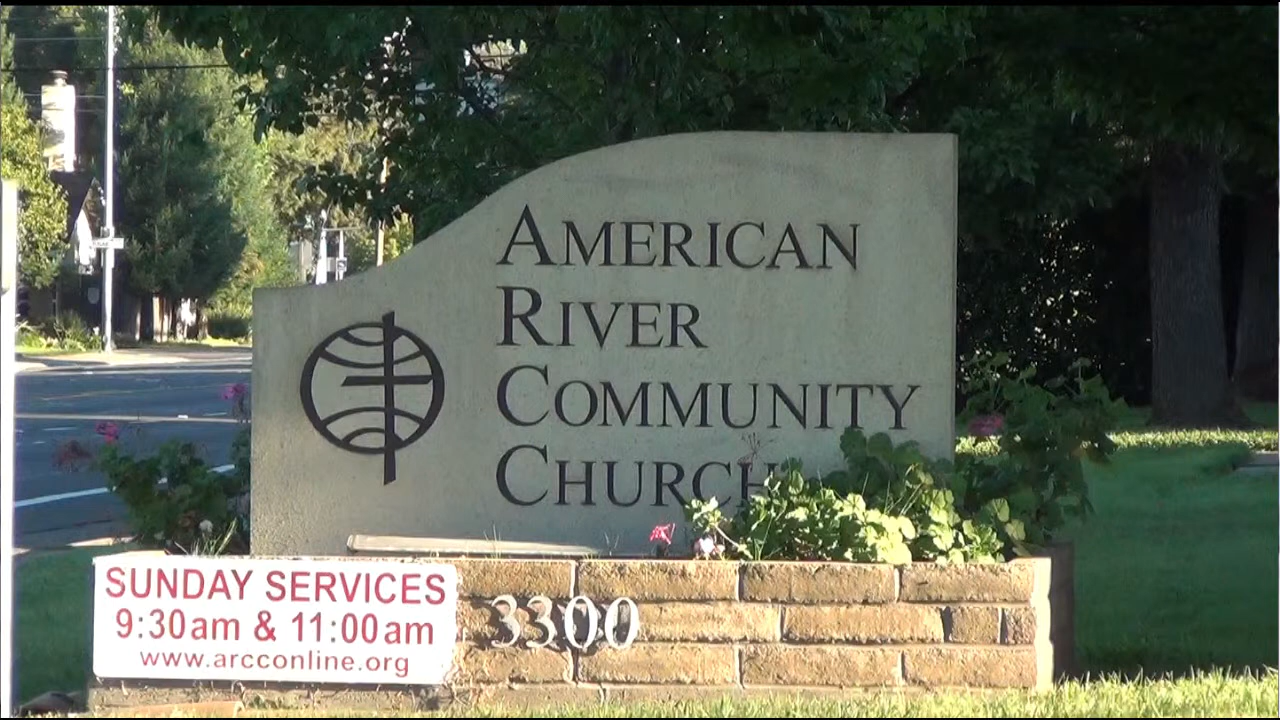 AMERICAN
RIVER
COMMUNITY
CHURCH
SUNDAY SERVICES
9:30am & 11:00am
www.arcconline.org
3300